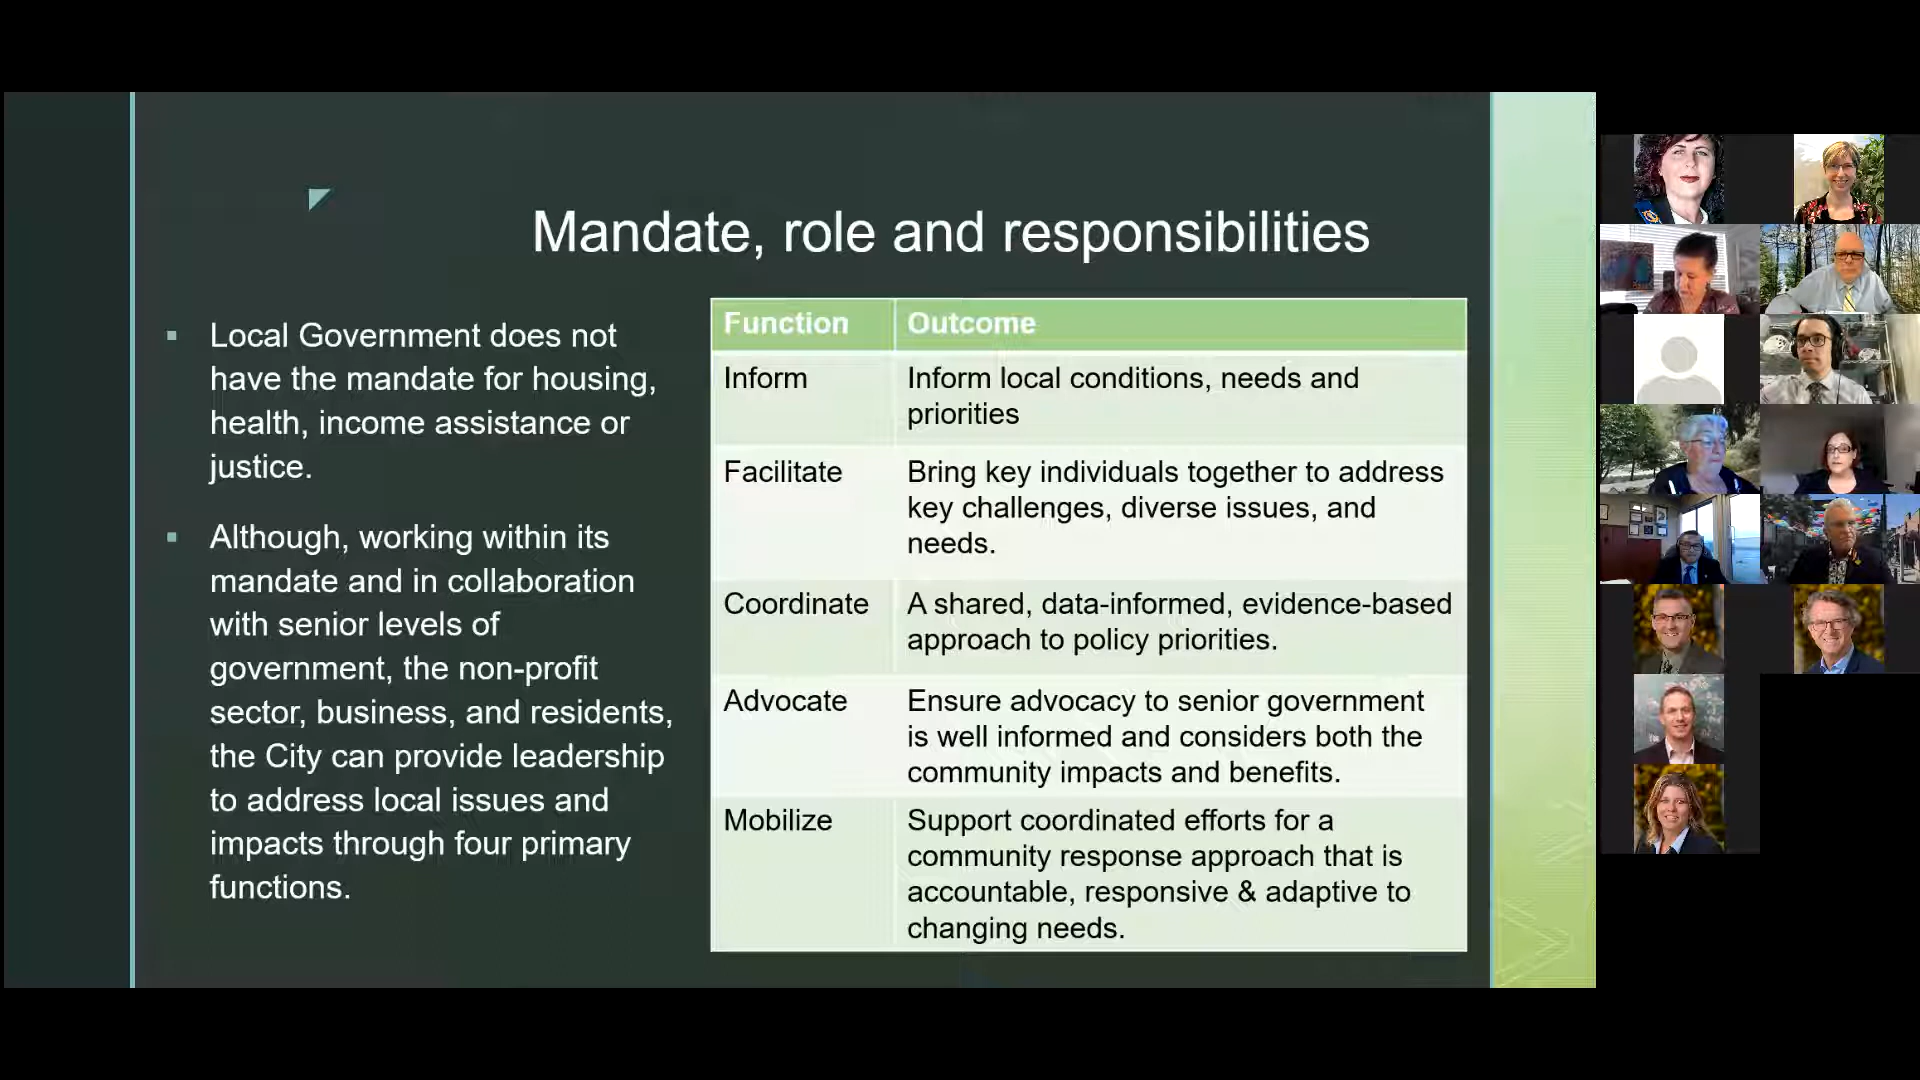 Mandate, role and responsibilities
Local Government does not
have the mandate for housing,
health, income assistance or
justice.
Although, working within its
mandate and in collaboration
with senior levels of
government, the non-profit
sector, business, and residents,
the City can provide leadership
to address local issues and
impacts through four primary
functions.
Function Outcome
Inform Inform local conditions, needs and
priorities
Facilitate Bring key individuals together to address
key challenges, diverse issues, and
needs.
Coordinate A shared, data-informed, evidence-based
approach to policy priorities.
Advocate Ensure advocacy to senior government
is well informed and considers both the
community impacts and benefits.
Mobilize Support coordinated efforts for a
community response approach that is
accountable, responsive & adaptive to
changing needs.